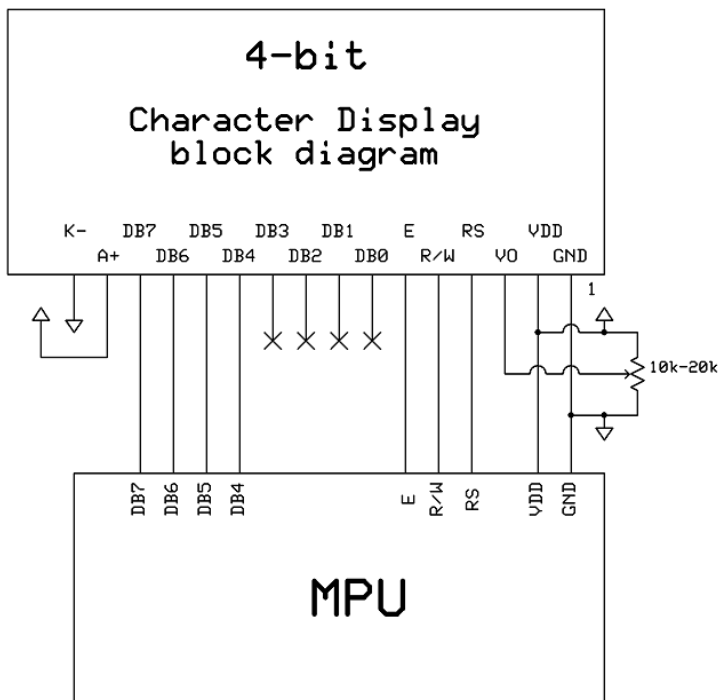 4-bit
Character Display
block diagram
K- DB7 DB5 DB3 DB1 E RS VDD
A+ DB6 DB4 DB2 DB0 R/W VO GND
1
10k-20k
DB7 DB6 DB5 DB4 E R/W RS VDD GND
MPU